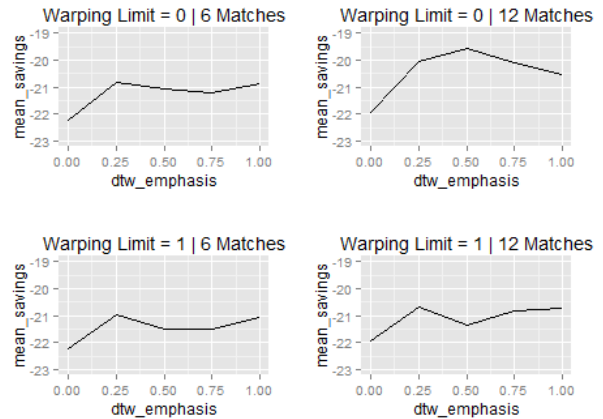 Warping Limit = 0 | 6 Matches
mean_savings
-19
-20
-21
-22
-23
0.00 0.25 0.50 0.75 1.00
dtw_emphasis
Warping Limit = 0 | 12 Matches
mean_savings
-19
-20
-21
-22
-23
0.00 0.25 0.50 0.75 1.00
dtw_emphasis
Warping Limit = 1 | 6 Matches
mean_savings
-19
-20
-21
-22
-23
0.00 0.25 0.50 0.75 1.00
dtw_emphasis
Warping Limit = 1 | 12 Matches
mean_savings
-19
-20
-21
-22
-23
0.00 0.25 0.50 0.75 1.00
dtw_emphasis